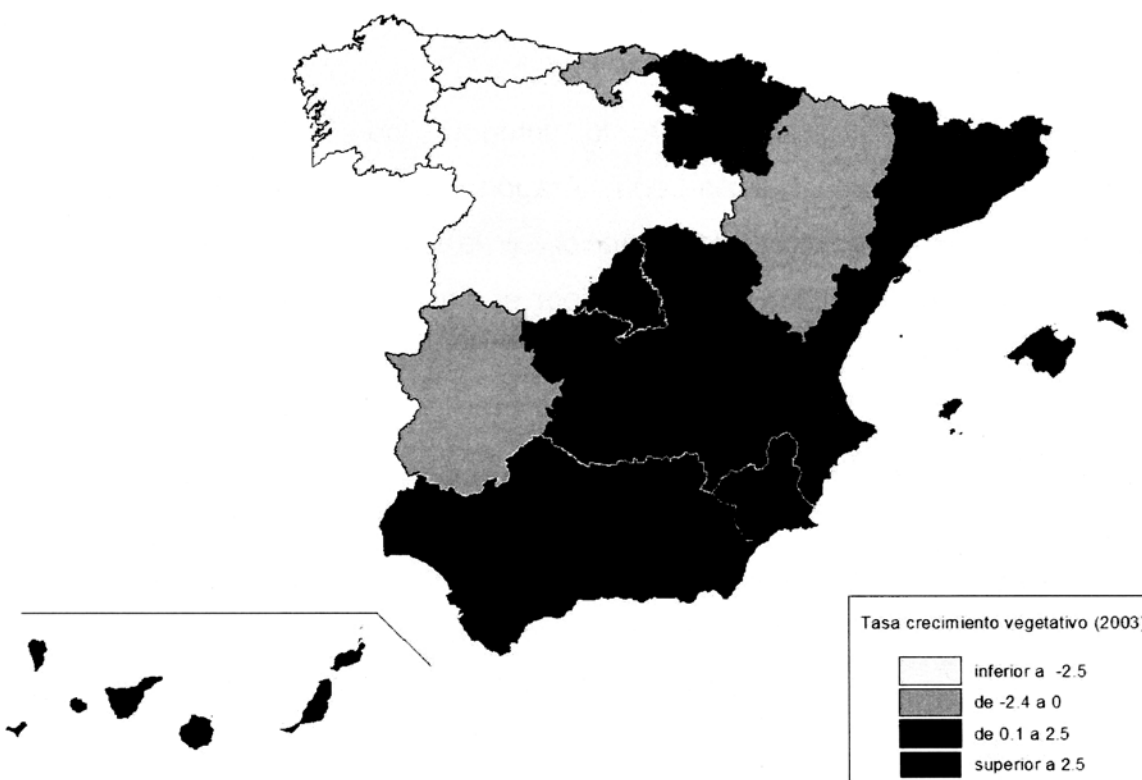 Tasa crecimiento vegetativo (2003)
inferior a -2.5
de -2.4 a 0
de 0.1 a 2.5
superior a 2.5